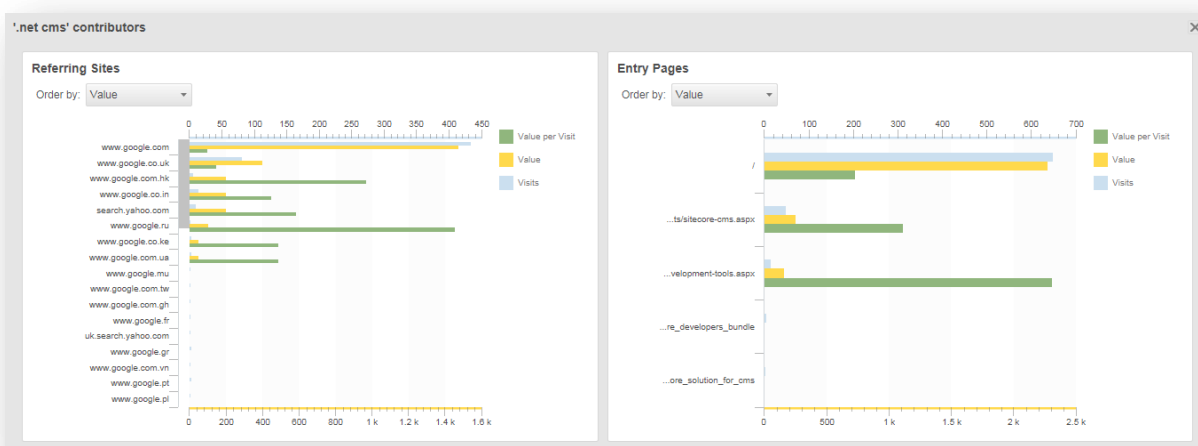 '.net cms' contributors
Referring Sites
Order by: Value
0 50 100 150 200 250 300 350 400 450
Value per Visit
Value
Visits
www.google.com
www.google.co.uk
www.google.com.hk
www.google.co.in
search.yahoo.com
www.google.ru
www.google.co.ke
www.google.com.ua
www.google.mu
www.google.com.tw
www.google.com.gh
www.google.fr
uk.search.yahoo.com
www.google.gr
www.google.com.vn
www.google.pt
www.google.pl
0 200 400 600 800 1 k 1.2 k 1.4 k 1.6 k
Entry Pages
Order by: Value
0 100 200 300 400 500 600 700
Value per Visit
Value
Visits
/
...ts/sitecore-cms.aspx
...velopment-tools.aspx
...re_developers_bundle
...ore_solution_for_cms
0 500 1 k 1.5 k 2 k 2.5 k